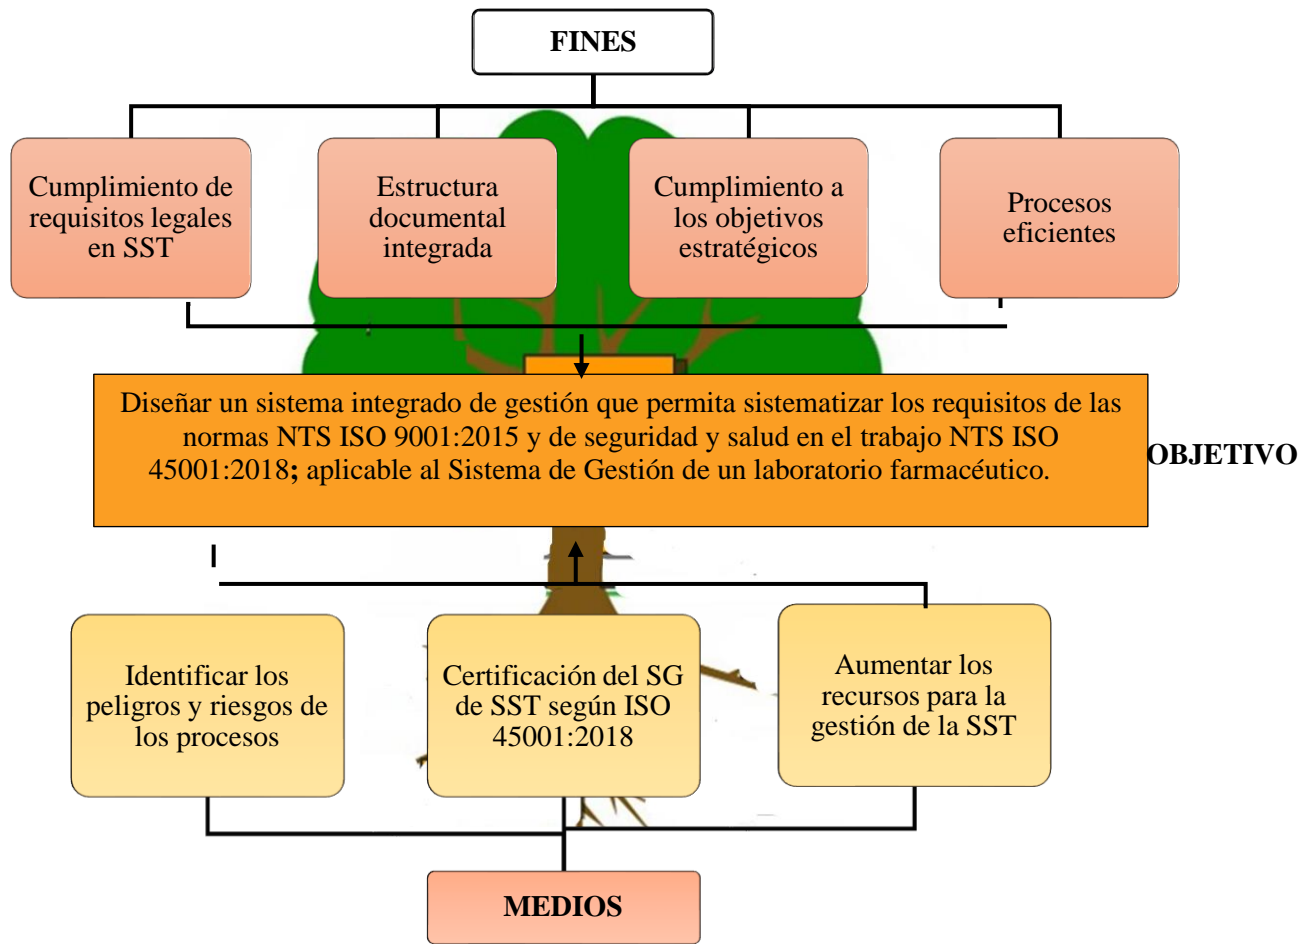 FINES
Cumplimiento de
requisitos legales
en SST
Estructura
documental
integrada
Cumplimiento a
los objetivos
estratégicos
Procesos
eficientes
Diseñar un sistema integrado de gestión que permita sistematizar los requisitos de las
normas NTS ISO 9001:2015 y de seguridad y salud en el trabajo NTS ISO
45001:2018; aplicable al Sistema de Gestión de un laboratorio farmacéutico.
OBJETIVO
Identificar los
peligros y riesgos de
los procesos
Certificación del SG
de SST según ISO
45001:2018
Aumentar los
recursos para la
gestión de la SST
MEDIOS